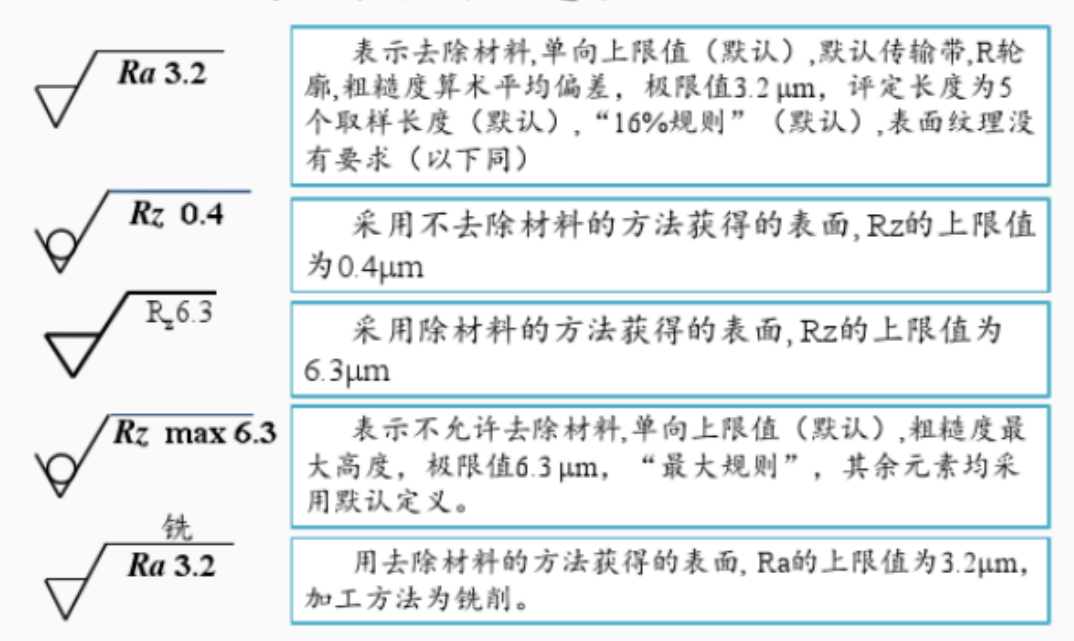 Ra 3.2
表示去除材料,单向上限值（默认）,默认传输带,R轮
廓,粗糙度算术平均偏差，极限值3.2 μm，评定长度为5
个取样长度（默认）,“16%规则”（默认）,表面纹理没
有要求（以下同）
Rz 0.4
采用不去除材料的方法获得的表面,Rz的上限值
为0.4μm
Rz6.3
采用除材料的方法获得的表面,Rz的上限值为
6.3μm
Rz max 6.3
表示不允许去除材料,单向上限值（默认）,粗糙度最
大高度，极限值6.3 μm，“最大规则”，其余元素均采
用默认定义。
铣
Ra 3.2
用去除材料的方法获得的表面, Ra的上限值为3.2μm，
加工方法为铣削。